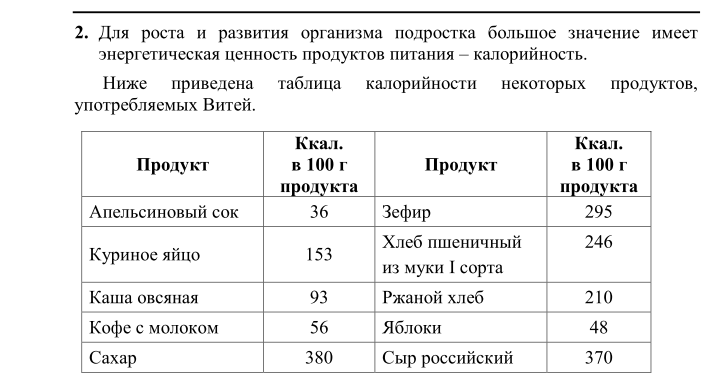 2. Для роста и развития организма подростка большое значение имеет
энергетическая ценность продуктов питания – калорийность.
Ниже приведена таблица калорийности некоторых продуктов,
употребляемых Витей.
Продукт Ккал. в 100 г продукта Продукт Ккал. в 100 г продукта
Апельсиновый сок 36 Зефир 295
Куриное яйцо 153 Хлеб пшеничный из муки I сорта 246
Каша овсяная 93 Ржаной хлеб 210
Кофе с молоком 56 Яблоки 48
Сахар 380 Сыр российский 370